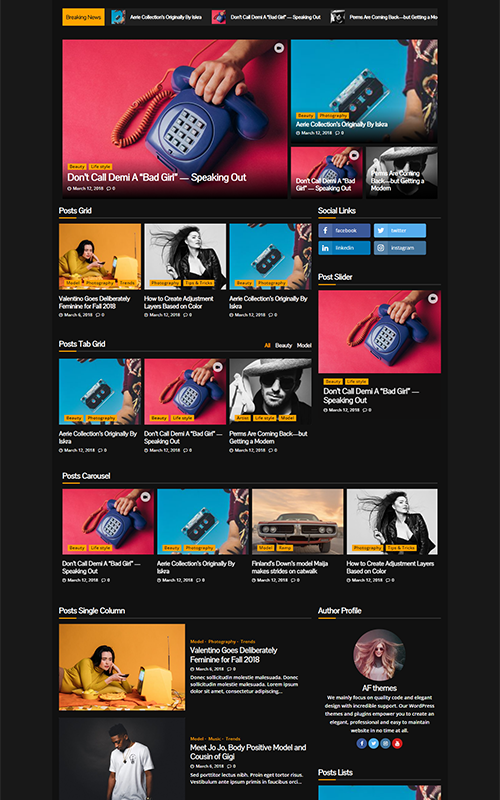 Breaking News
Aerie Collection's Originally By Iskra
Don't Call Demi A "Bad Girl" — Speaking Out
Perms Are Coming Back—but Getting a Mo
Beauty Life style
Don't Call Demi A "Bad Girl" — Speaking Out
March 12, 2018 0
Beauty Photography
Aerie Collection's Originally By Iskra
March 12, 2018 0
Don't Call Demi A "Bad Girl" —
Speaking Out
Perms Are Coming
Back—but Getting a
Modern
Posts Grid
Model Photography Trends
Valentino Goes Deliberately
Feminine for Fall 2018
March 6, 2018 0
Photography Tips & Tricks
How to Create Adjustment
Layers Based on Color
March 12, 2018 0
Beauty Photography
Aerie Collection's Originally By
Iskra
March 12, 2018 0
Social Links
facebook
twitter
linkedin
instagram
Post Slider
Beauty Life style
Don't Call Demi A "Bad Girl" —
Speaking Out
March 12, 2018 0
Posts Tab Grid
All Beauty Model
Beauty Photography
Aerie Collection's Originally By
Iskra
March 12, 2018 0
Beauty Life style
Don't Call Demi A "Bad Girl" —
Speaking Out
March 12, 2018 0
Life style Model
Perms Are Coming Back—but
Getting a Modern
March 12, 2018 0
Posts Carousel
Beauty Life style
Don't Call Demi A "Bad Girl" —
Speaking Out
March 12, 2018 0
Beauty Photography
Aerie Collection's Originally By
Iskra
March 12, 2018 0
Model
Finland's Down's model Maija
makes strides on catwalk
March 12, 2018 0
Photography Tips & Tricks
How to Create Adjustment Layers
Based on Color
March 12, 2018 0
Posts Single Column
Model Photography Trends
Valentino Goes Deliberately
Feminine for Fall 2018
March 6, 2018 0
Donec sollicitudin molestie malesuada. Donec
sollicitudin molestie malesuada. Lorem ipsum
dolor sit amet, consectetur adipiscing...
Model Music Trends
Meet Jo Jo, Body Positive Model and
Cousin of Gigi
March 6, 2018 0
Sed porttitor lectus nibh. Proin eget tortor risus.
Vestibulum ante ipsum primis in faucibus orci...
Author Profile
AF themes
We mainly focus on quality code and elegant
design with incredible support. Our WordPress
themes and plugins empower you to create an
elegant, professional and easy to maintain
website in no time at all.
Posts Lists